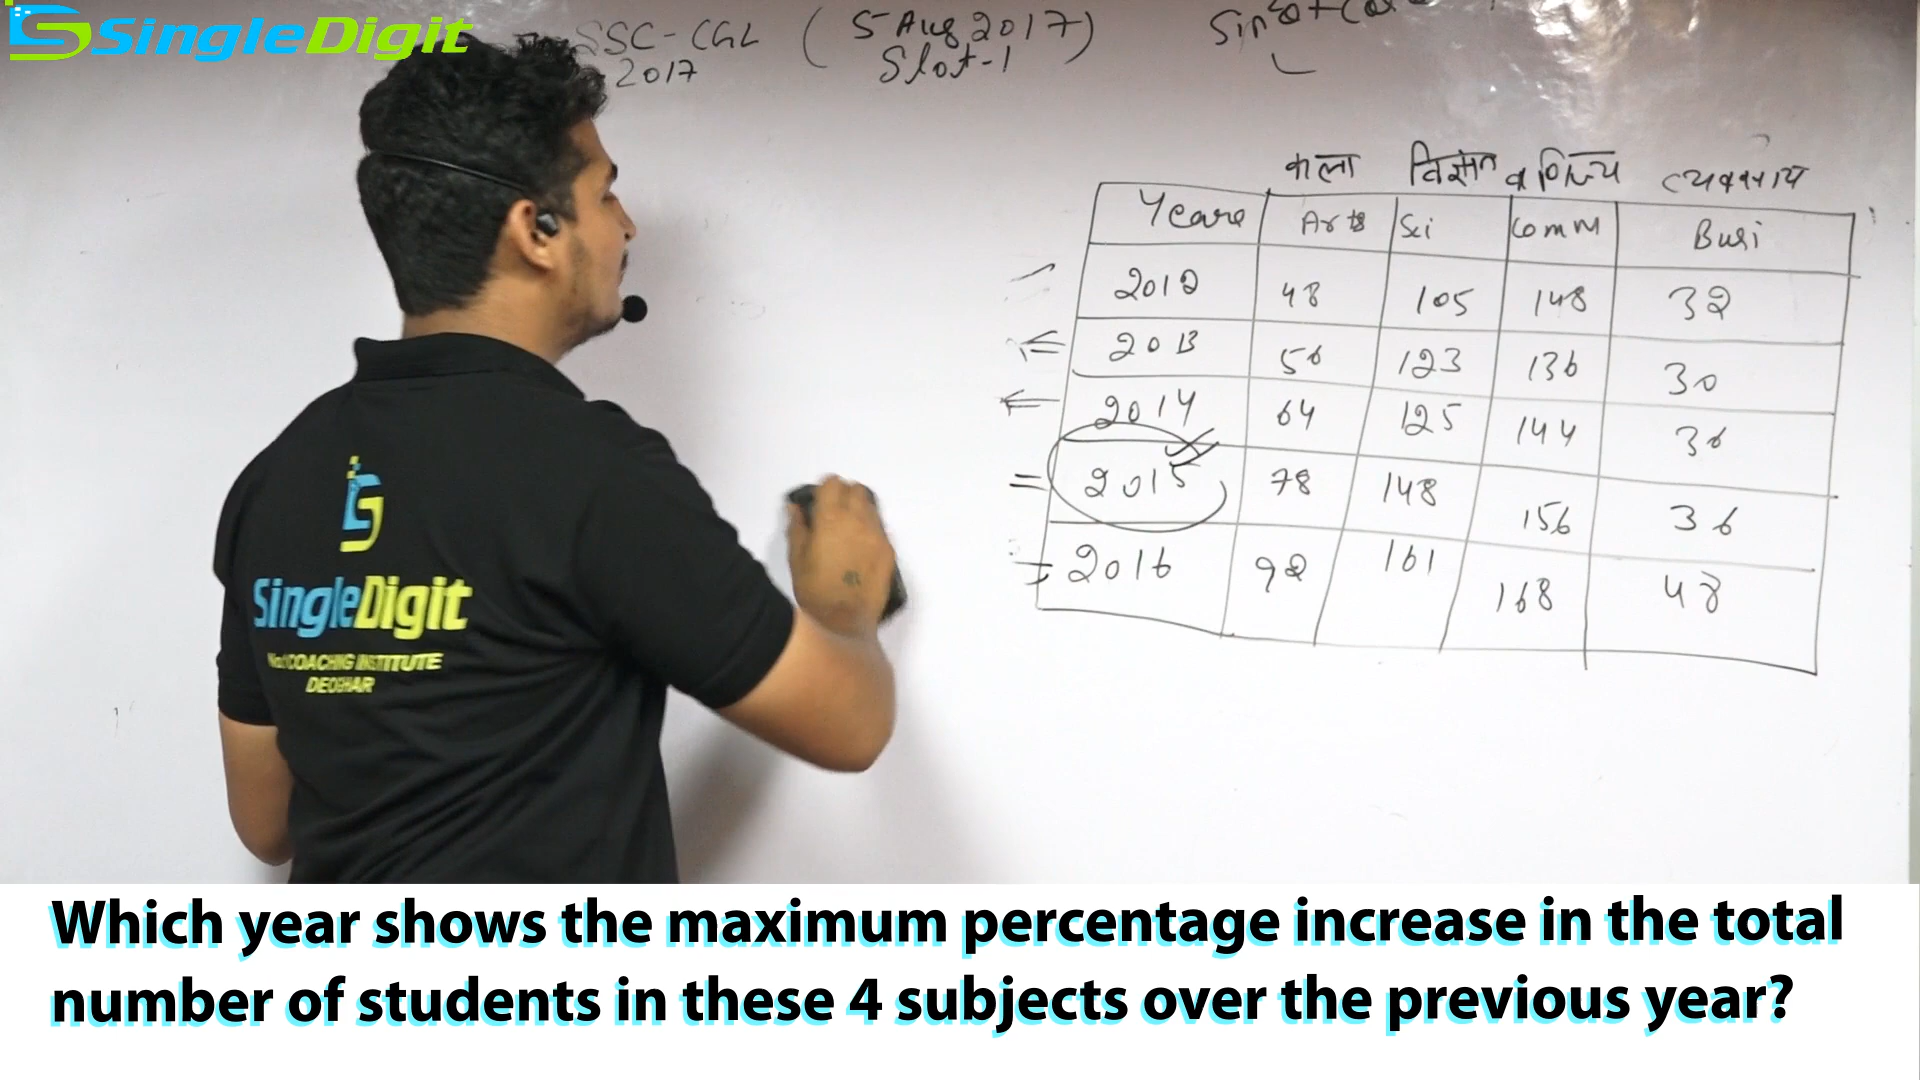 SingleDigit
SSC-CGL 2017 ( 5 Aug 2017 ) Slot-1
कला विज्ञान वाणिज्य व्यवसाय
Years Arts Sci Comm Busi
2012 48 105 148 32
2013 56 123 136 30
2014 64 125 144 36
2015 78 148 156 36
2016 92 161 168 48
SingleDigit
No.1 COACHING INSTITUTE
DEOGHAR
Which year shows the maximum percentage increase in the total
number of students in these 4 subjects over the previous year?